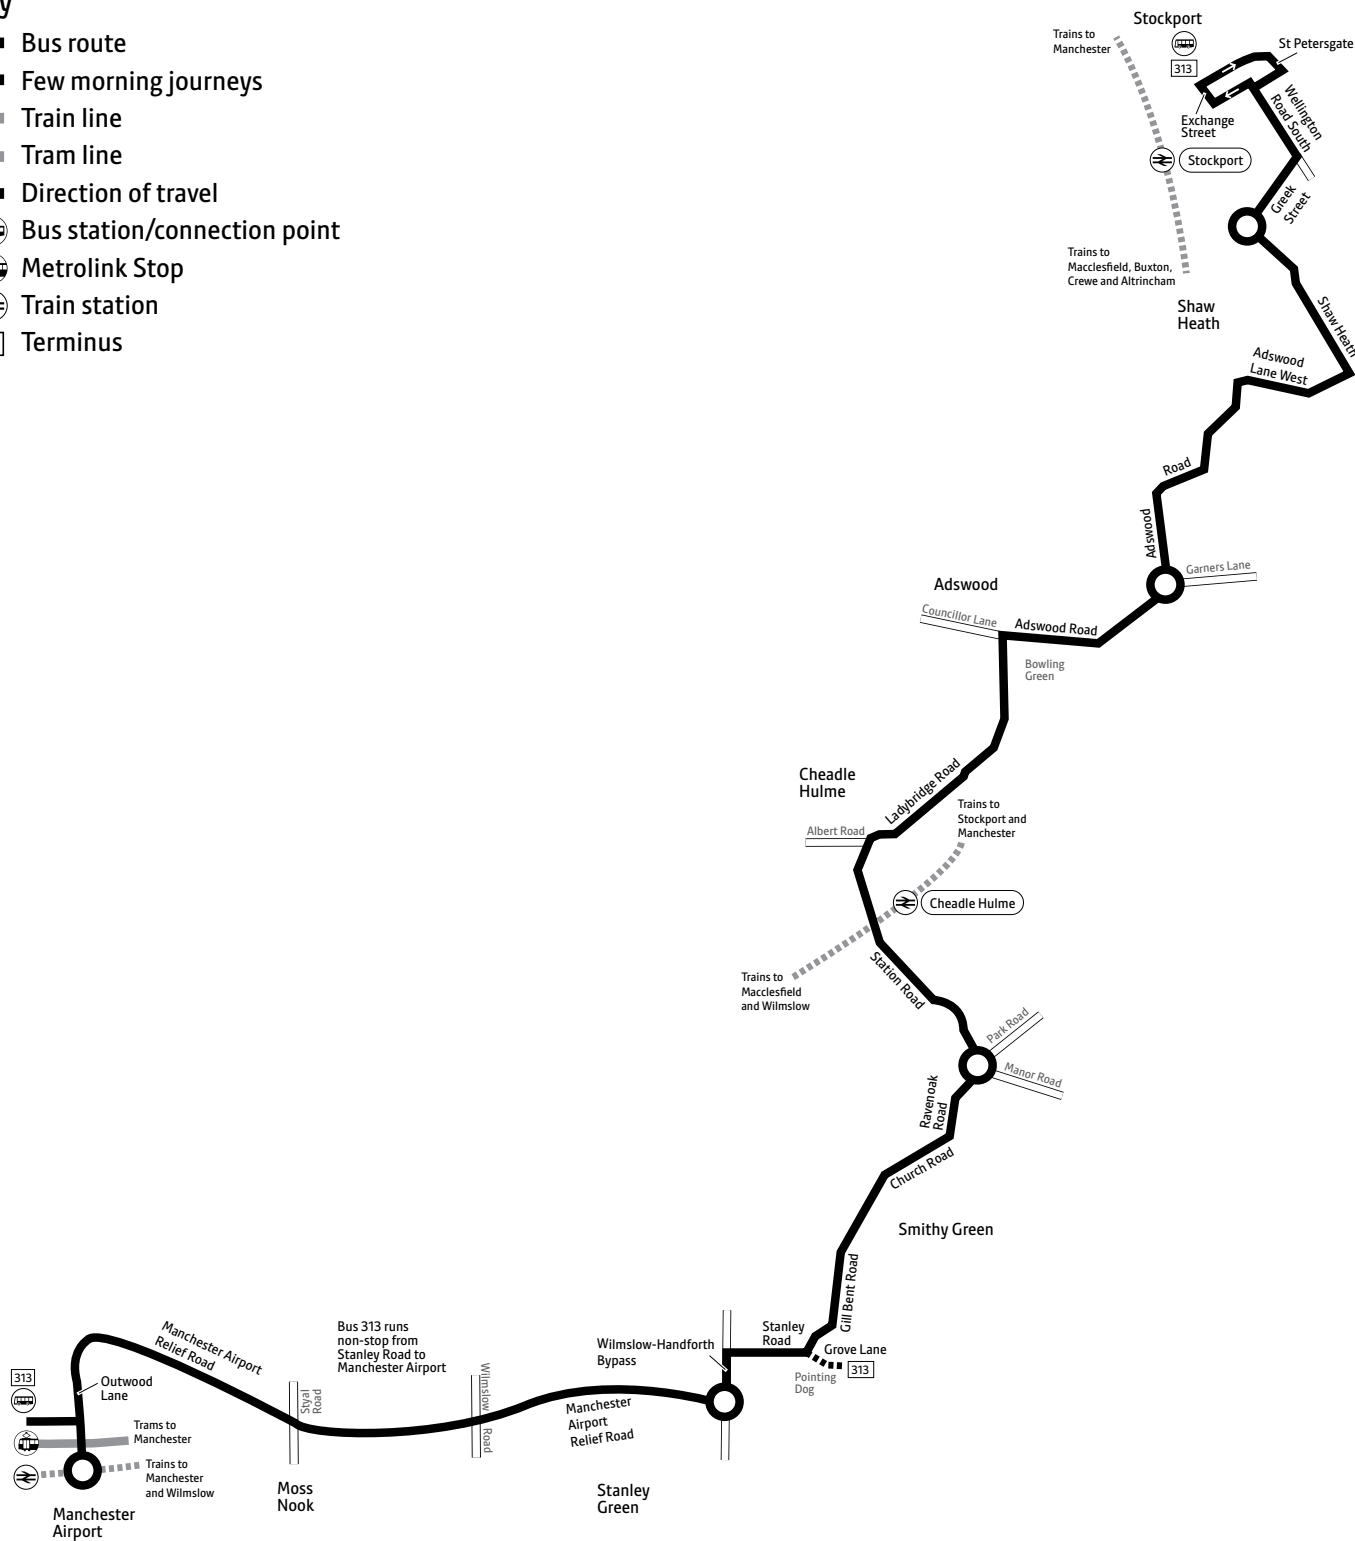 y
Bus route
Few morning journeys
Train line
Tram line
Direction of travel
Bus station/connection point
Metrolink Stop
Train station
Terminus
Stockport
313
Trains to
Manchester
St Petersgate
Exchange
Street
Wellington
Road South
Stockport
Greek
Street
Trains to
Macclesfield, Buxton,
Crewe and Altrincham
Shaw
Heath
Shaw Heath
Adswood
Lane West
Road
Adswood
Garners Lane
Adswood
Councillor Lane
Adswood Road
Bowling
Green
Cheadle
Hulme
Ladybridge Road
Albert Road
Trains to
Stockport and
Manchester
Cheadle Hulme
Trains to
Macclesfield
and Wilmslow
Station Road
Park Road
Manor Road
Ravenoak
Road
Church Road
Smithy Green
Gill Bent Road
Stanley
Road
Grove Lane
313
Pointing
Dog
Wilmslow-Handforth
Bypass
Bus 313 runs
non-stop from
Stanley Road to
Manchester Airport
Manchester Airport
Relief Road
Styal
Road
Wilmslow Road
Manchester
Airport
Relief Road
313
Outwood
Lane
Trams to
Manchester
Trains to
Manchester
and Wilmslow
Manchester
Airport
Moss
Nook
Stanley
Green